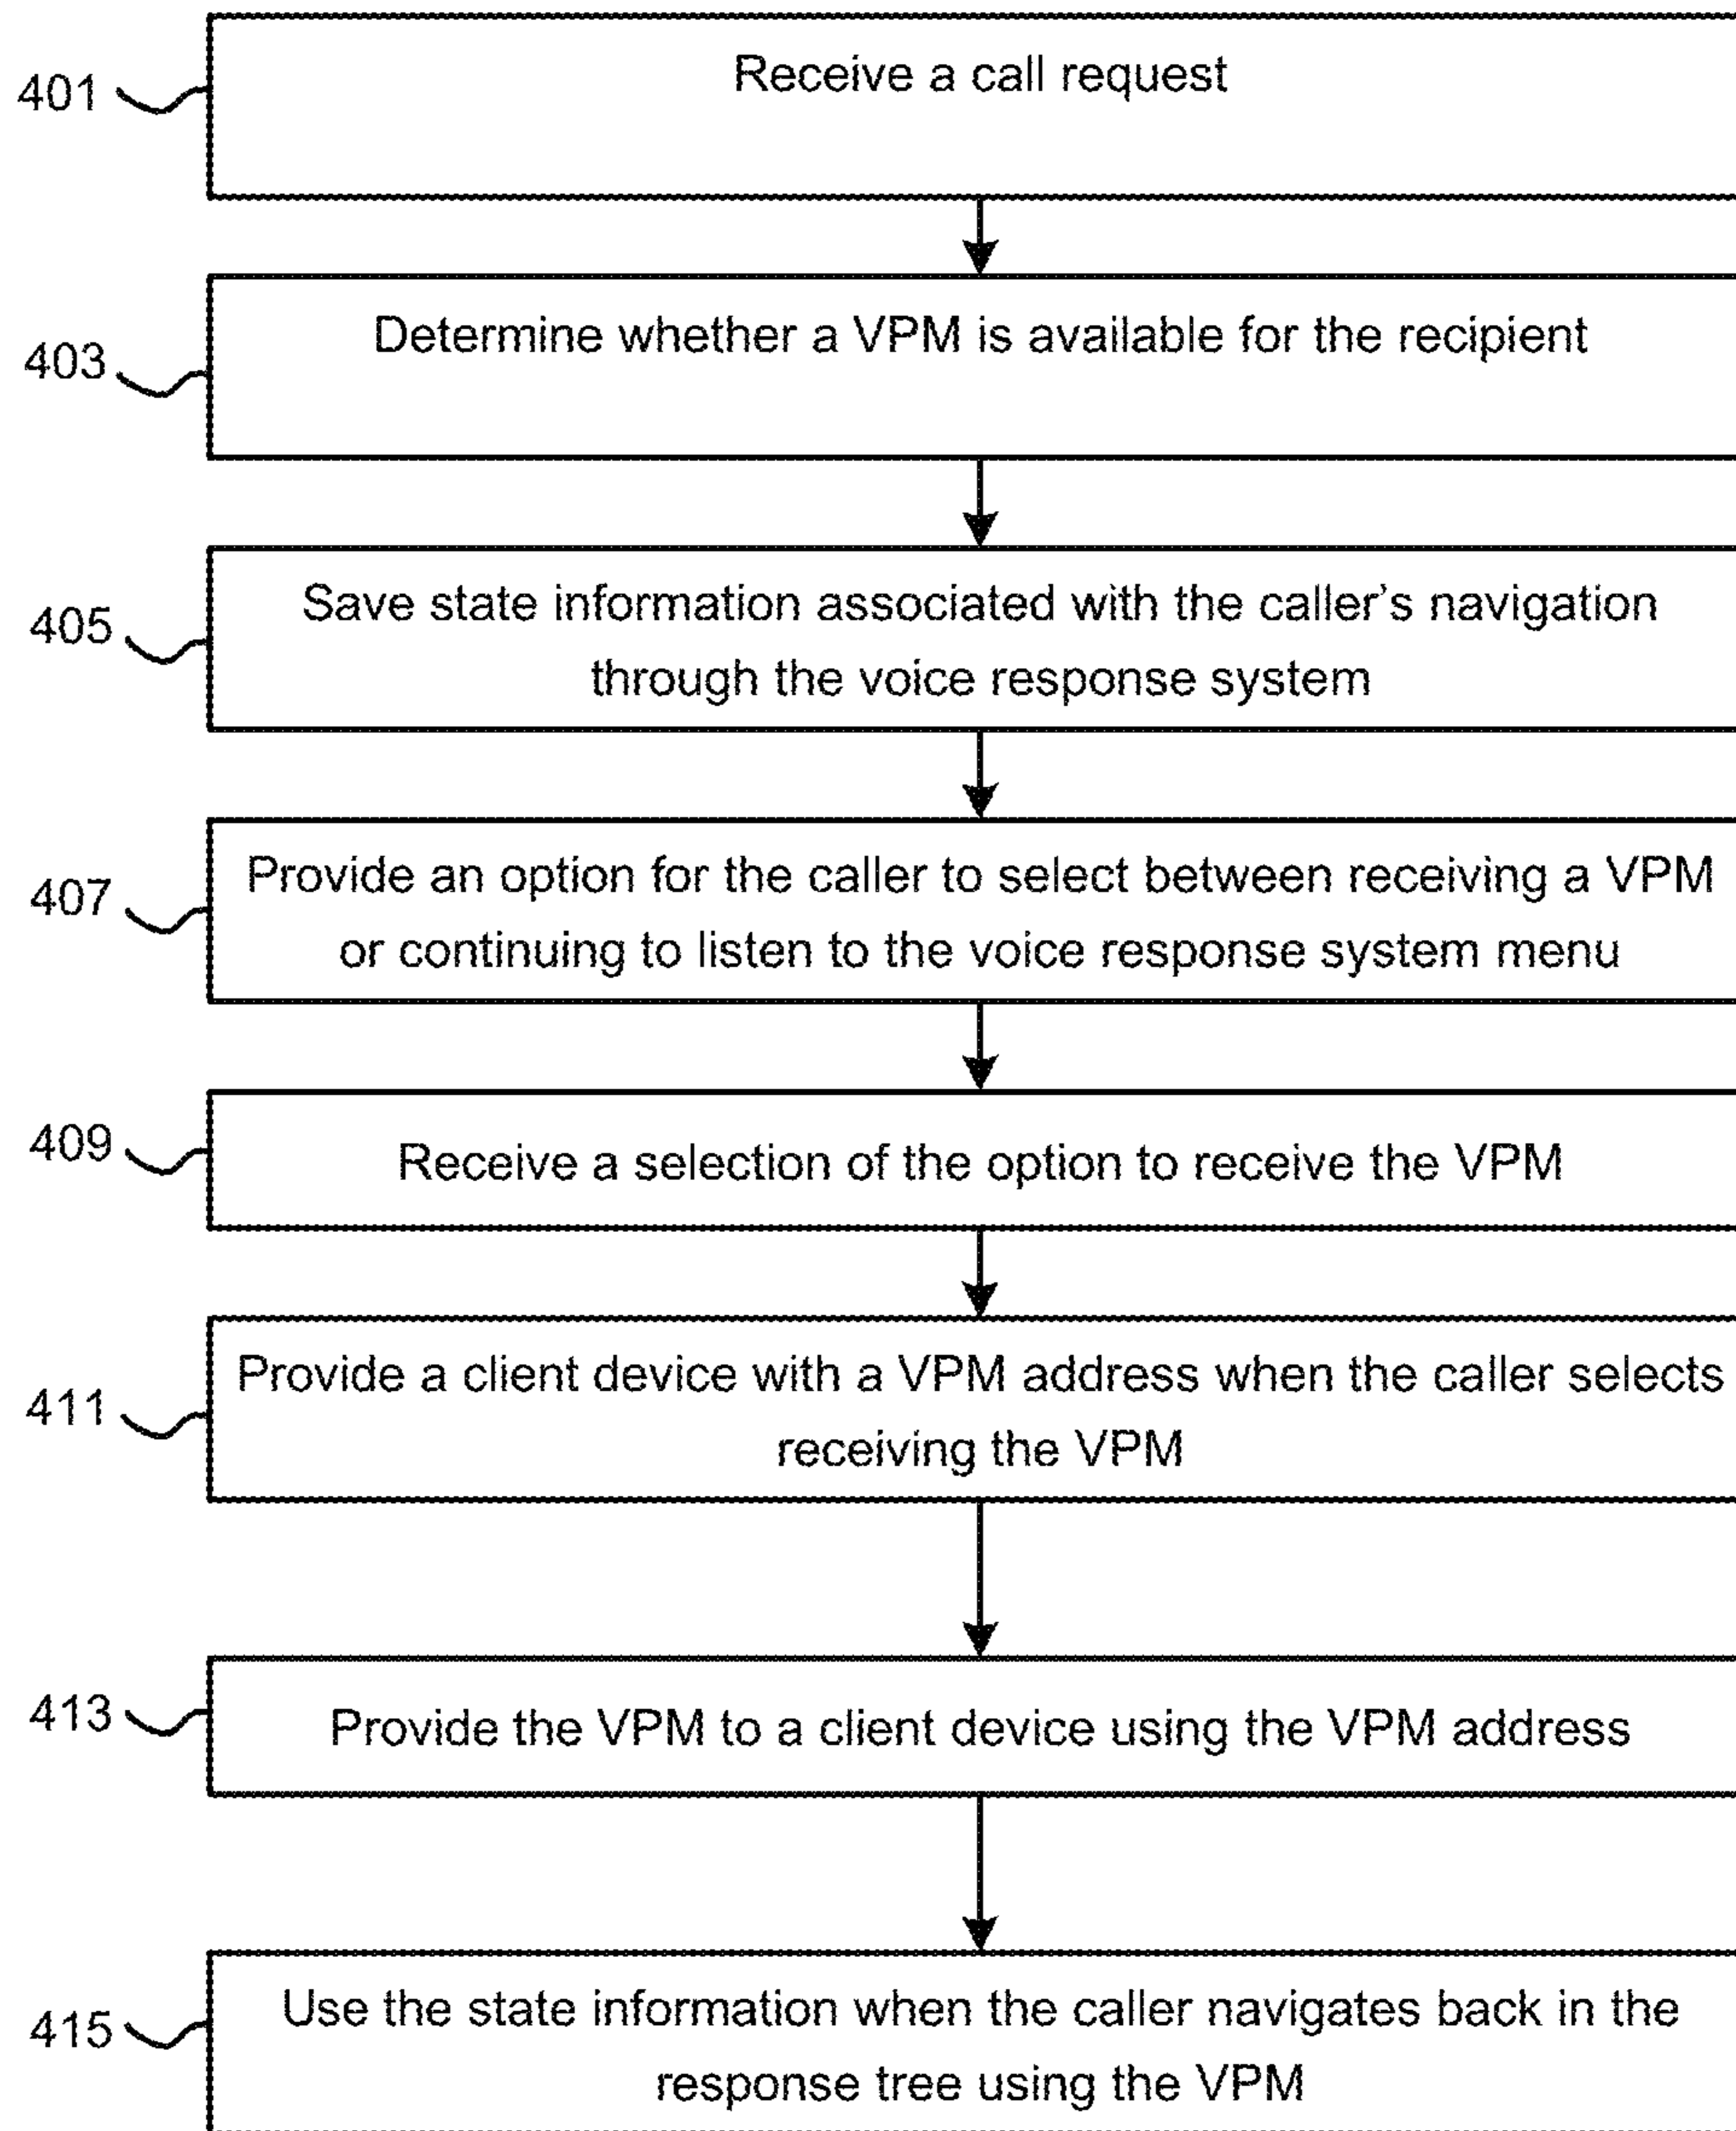 401
Receive a call request
403
Determine whether a VPM is available for the recipient
405
Save state information associated with the caller's navigation
through the voice response system
407
Provide an option for the caller to select between receiving a VPM
or continuing to listen to the voice response system menu
409
Receive a selection of the option to receive the VPM
411
Provide a client device with a VPM address when the caller selects
receiving the VPM
413
Provide the VPM to a client device using the VPM address
415
Use the state information when the caller navigates back in the
response tree using the VPM